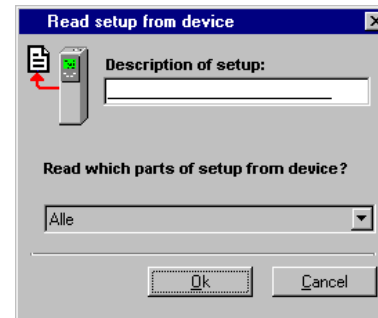 Read setup from device
Description of setup:
Read which parts of setup from device?
Alle
Ok
Cancel